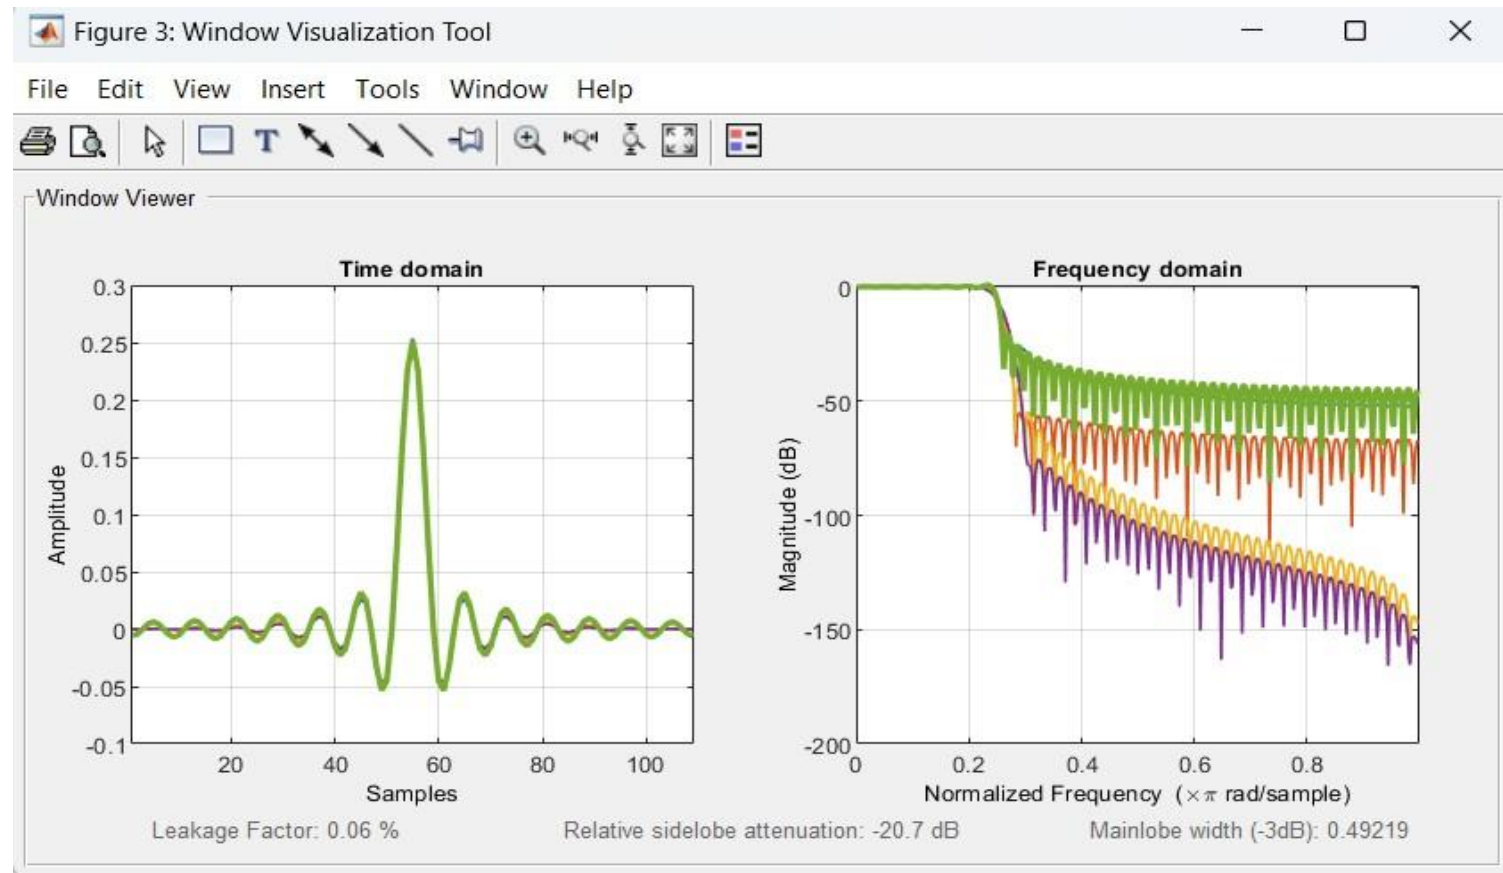 Figure 3: Window Visualization Tool
File Edit View Insert Tools Window Help
T
Window Viewer
Time domain
0.3
0.25
0.2
0.15
0.1
0.05
0
-0.05
-0.1
Amplitude
20 40 60 80 100
Samples
Frequency domain
0
-50
-100
-150
-200
Magnitude (dB)
0 0.2 0.4 0.6 0.8
Normalized Frequency (×π rad/sample)
Leakage Factor: 0.06 % Relative sidelobe attenuation: -20.7 dB Mainlobe width (-3dB): 0.49219